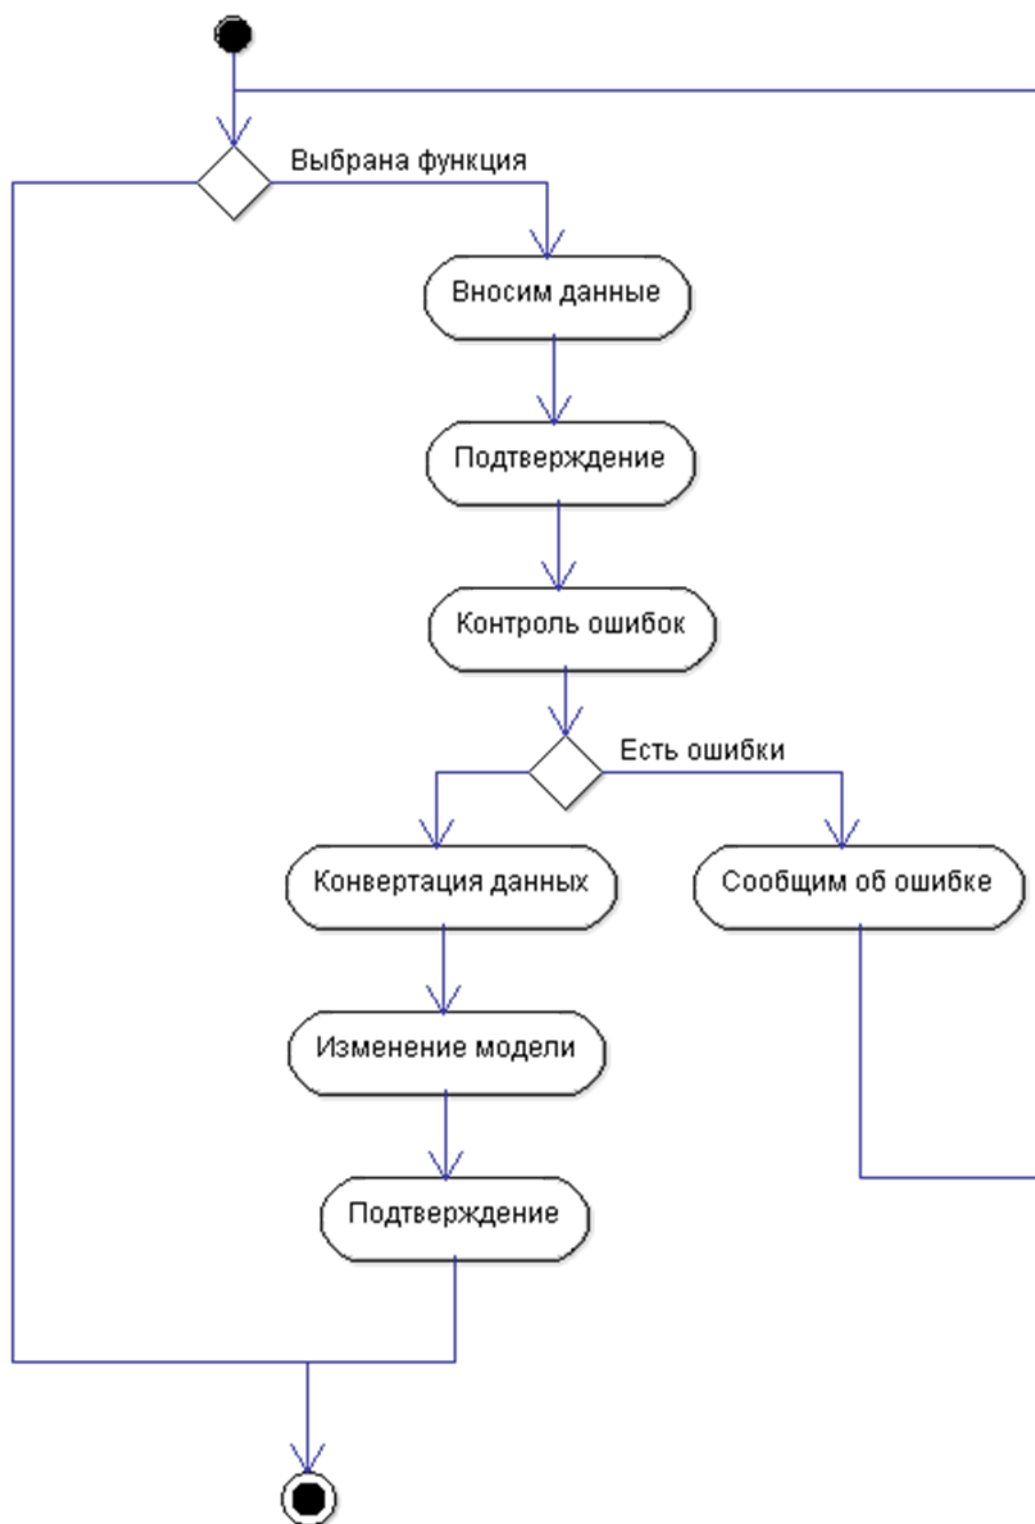 Выбрана функция
Вносим данные
Подтверждение
Контроль ошибок
Есть ошибки
Конвертация данных
Сообщим об ошибке
Изменение модели
Подтверждение